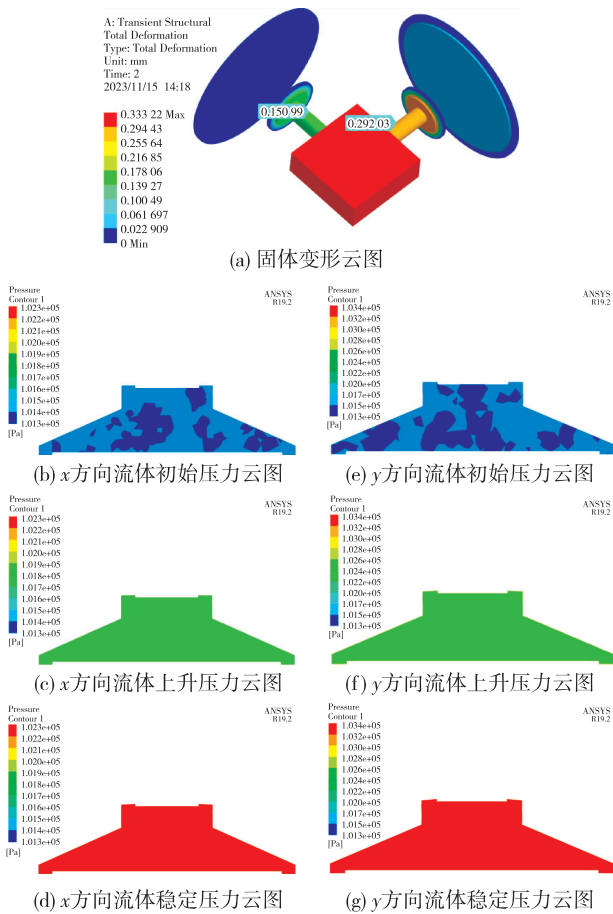 A: Transient Structural
Total Deformation
Type: Total Deformation
Unit: mm
Time: 2
2023/11/15 14:18
0.333 22 Max
0.294 43
0.255 64
0.216 85
0.178 06
0.139 27
0.100 49
0.061 697
0.022 909
0 Min
0.150 99
0.292 03
(a) 固体变形云图
Pressure
Contour 1
1.023e+05
1.022e+05
1.021e+05
1.020e+05
1.019e+05
1.018e+05
1.017e+05
1.016e+05
1.015e+05
1.014e+05
1.013e+05
[Pa]
ANSYS
R19.2
(b) x方向流体初始压力云图
Pressure
Contour 1
1.034e+05
1.032e+05
1.030e+05
1.028e+05
1.026e+05
1.024e+05
1.022e+05
1.020e+05
1.017e+05
1.015e+05
1.013e+05
[Pa]
ANSYS
R19.2
(e) y方向流体初始压力云图
Pressure
Contour 1
1.023e+05
1.022e+05
1.021e+05
1.020e+05
1.019e+05
1.018e+05
1.017e+05
1.016e+05
1.015e+05
1.014e+05
1.013e+05
[Pa]
ANSYS
R19.2
(c) x方向流体上升压力云图
Pressure
Contour 1
1.034e+05
1.032e+05
1.030e+05
1.028e+05
1.026e+05
1.024e+05
1.022e+05
1.020e+05
1.017e+05
1.015e+05
1.013e+05
[Pa]
ANSYS
R19.2
(f) y方向流体上升压力云图
Pressure
Contour 1
1.023e+05
1.022e+05
1.021e+05
1.020e+05
1.019e+05
1.018e+05
1.017e+05
1.016e+05
1.015e+05
1.014e+05
1.013e+05
[Pa]
ANSYS
R19.2
(d) x方向流体稳定压力云图
Pressure
Contour 1
1.034e+05
1.032e+05
1.030e+05
1.028e+05
1.026e+05
1.024e+05
1.022e+05
1.020e+05
1.017e+05
1.015e+05
1.013e+05
[Pa]
ANSYS
R19.2
(g) y方向流体稳定压力云图